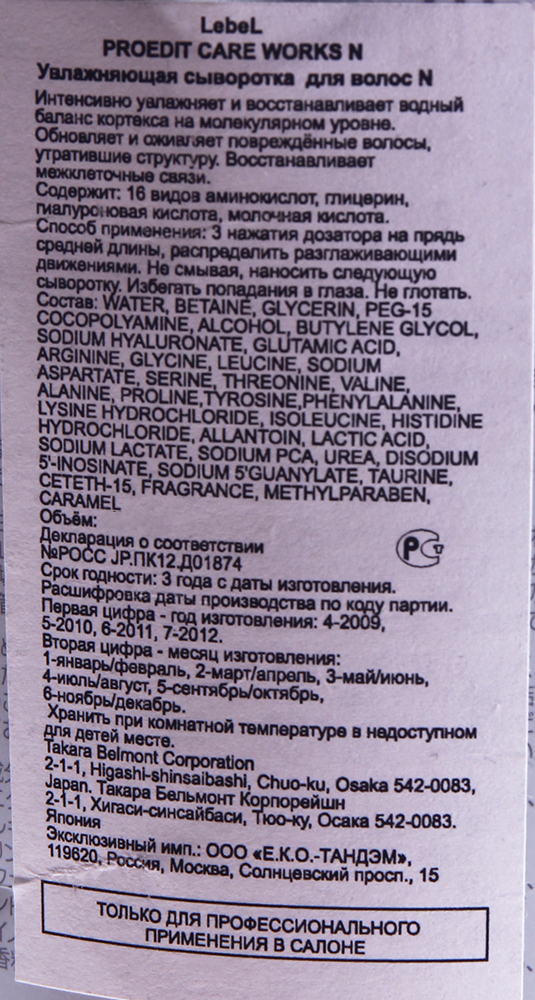 LebeL
PROEDIT CARE WORKS N
Увлажняющая сыворотка для волос N
Интенсивно увлажняет и восстанавливает водный
баланс кортекса на молекулярном уровне.
Обновляет и оживляет повреждённые волосы,
утратившие структуру. Восстанавливает
межклеточные связи.
Содержит: 16 видов аминокислот, глицерин,
гиалуроновая кислота, молочная кислота.
Способ применения: 3 нажатия дозатора на прядь
средней длины, распределить разглаживающими
движениями. Не смывая, наносить следующую
сыворотку. Избегать попадания в глаза. Не глотать.
Состав: WATER, BETAINE, GLYCERIN, PEG-15
COCOPOLYAMINE, ALCOHOL, BUTYLENE GLYCOL,
SODIUM HYALURONATE, GLUTAMIC ACID,
ARGININE, GLYCINE, LEUCINE, SODIUM
ASPARTATE, SERINE, THREONINE, VALINE,
ALANINE, PROLINE,TYROSINE,PHENYLALANINE,
LYSINE HYDROCHLORIDE, ISOLEUCINE, HISTIDINE
HYDROCHLORIDE, ALLANTOIN, LACTIC ACID,
SODIUM LACTATE, SODIUM PCA, UREA, DISODIUM
5'-INOSINATE, SODIUM 5'GUANYLATE, TAURINE,
CETETH-15, FRAGRANCE, METHYLPARABEN,
CARAMEL
Объём:
Декларация о соответствии
№РОСС JP.ПК12.Д01874
Срок годности: 3 года с даты изготовления.
Расшифровка даты производства по коду партии.
Первая цифра - год изготовления: 4-2009,
5-2010, 6-2011, 7-2012.
Вторая цифра - месяц изготовления:
1-январь/февраль, 2-март/апрель, 3-май/июнь,
4-июль/август, 5-сентябрь/октябрь,
6-ноябрь/декабрь.
Хранить при комнатной температуре в недоступном
для детей месте.
Takara Belmont Corporation
2-1-1, Higashi-shinsaibashi, Chuo-ku, Osaka 542-0083,
Japan. Такара Бельмонт Корпорейшн
2-1-1, Хигаси-синсайбаси, Тюо-ку, Осака 542-0083.
Япония
Эксклюзивный имп.: ООО «Е.К.О.-ТАНДЭМ»,
119620, Россия, Москва, Солнцевский просп., 15
ТОЛЬКО ДЛЯ ПРОФЕССИОНАЛЬНОГО
ПРИМЕНЕНИЯ В САЛОНЕ